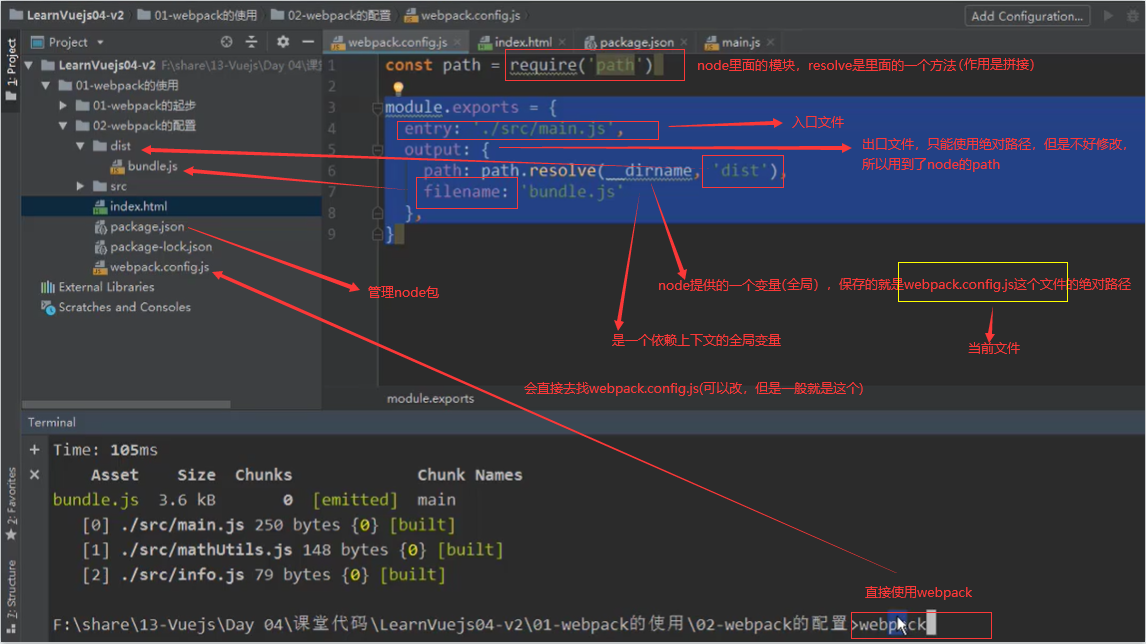 LearnVuejs04-v2 01-webpack的使用 02-webpack的配置 webpack.config.js
Add Configuration...
Project
webpack.config.js index.html package.json main.js
1: Project
LearnVuejs04-v2 F:\share\13-Vuejs\Day 04\课
01-webpack的使用
01-webpack的起步
02-webpack的配置
dist
bundle.js
src
index.html
package.json
package-lock.json
webpack.config.js
External Libraries
Scratches and Consoles
1 const path = require('path')
2
3 module.exports = {
4 entry: './src/main.js',
5 output: {
6 path: path.resolve(__dirname, 'dist'),
7 filename: 'bundle.js'
8 },
9 }
node里面的模块，resolve是里面的一个方法(作用是拼接)
入口文件
出口文件，只能使用绝对路径，但是不好修改，
所以用到了node的path
管理node包
node提供的一个变量(全局），保存的就是webpack.config.js这个文件的绝对路径
是一个依赖上下文的全局变量
当前文件
会直接去找webpack.config.js(可以改，但是一般就是这个)
module.exports
Terminal
Time: 105ms
Asset Size Chunks Chunk Names
bundle.js 3.6 kB 0 [emitted] main
[0] ./src/main.js 250 bytes {0} [built]
[1] ./src/mathUtils.js 148 bytes {0} [built]
[2] ./src/info.js 79 bytes {0} [built]
直接使用webpack
F:\share\13-Vuejs\Day 04\课堂代码\LearnVuejs04-v2\01-webpack的使用\02-webpack的配置>webpack
2: Favorites
7: Structure